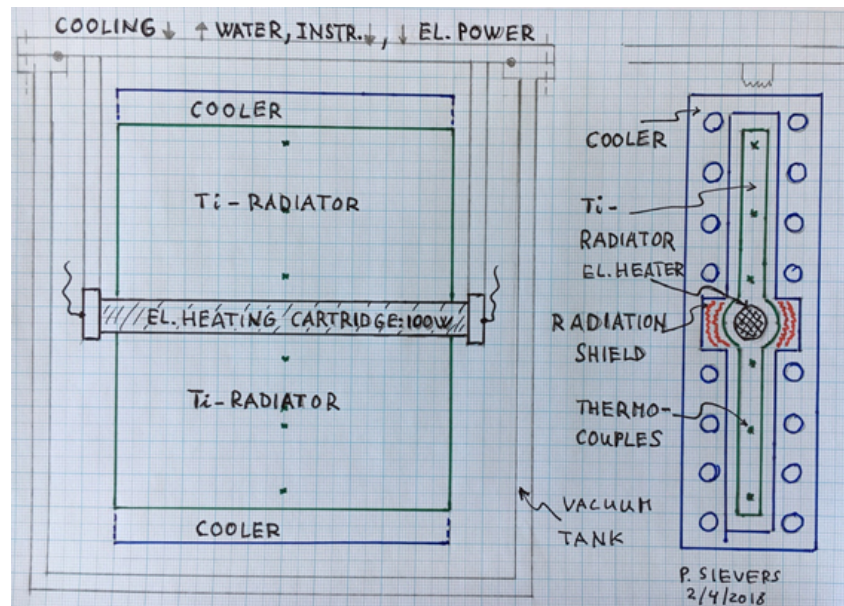 COOLING ↓ ↑ WATER, INSTR.↓, ↓ EL. POWER
COOLER
Ti-RADIATOR
EL. HEATING CARTRIDGE:100W
Ti-RADIATOR
COOLER
VACUUM
TANK
COOLER
Ti-
RADIATOR
EL. HEATER
RADIATION
SHIELD
THERMO-
COUPLES
P. SIEVERS
2/4/2018